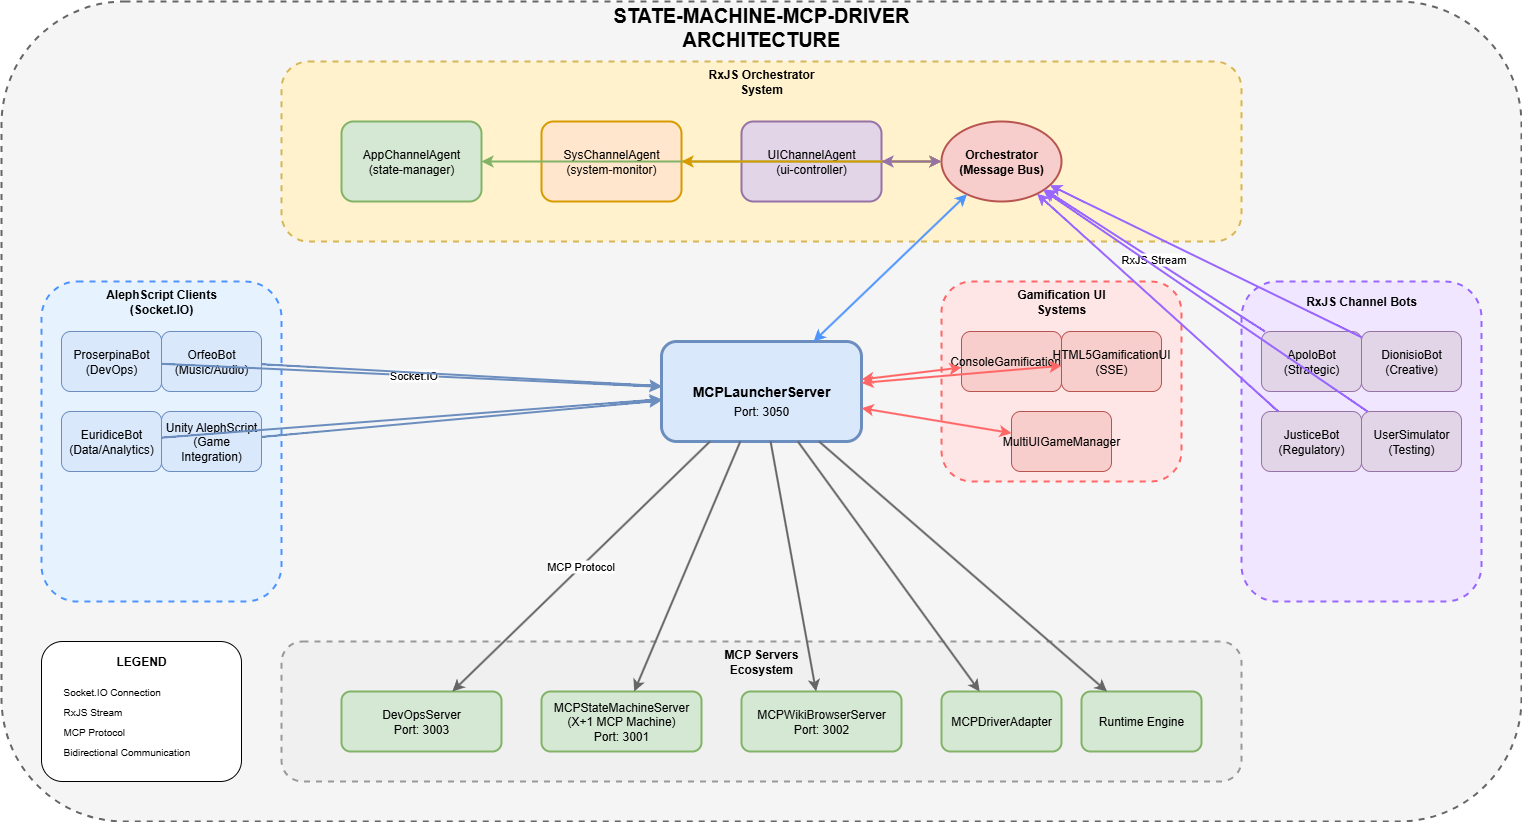 STATE-MACHINE-MCP-DRIVER
ARCHITECTURE
RxJS Orchestrator
System
AppChannelAgent
(state-manager)
SysChannelAgent
(system-monitor)
UIChannelAgent
(ui-controller)
Orchestrator
(Message Bus)
RxJS Stream
AlephScript Clients
(Socket.IO)
ProserpinaBot
(DevOps)
OrfeoBot
(Music/Audio)
EuridiceBot
(Data/Analytics)
Unity AlephScript
(Game
Integration)
Socket.IO
MCPLauncherServer
Port: 3050
Gamification UI
Systems
ConsoleGamification
HTML5GamificationUI
(SSE)
MultiUIGameManager
RxJS Channel Bots
ApoloBot
(Strategic)
DionisioBot
(Creative)
JusticeBot
(Regulatory)
UserSimulator
(Testing)
MCP Protocol
LEGEND
Socket.IO Connection
RxJS Stream
MCP Protocol
Bidirectional Communication
MCP Servers
Ecosystem
DevOpsServer
Port: 3003
MCPStateMachineServer
(X+1 MCP Machine)
Port: 3001
MCPWikiBrowserServer
Port: 3002
MCPDriverAdapter
Runtime Engine